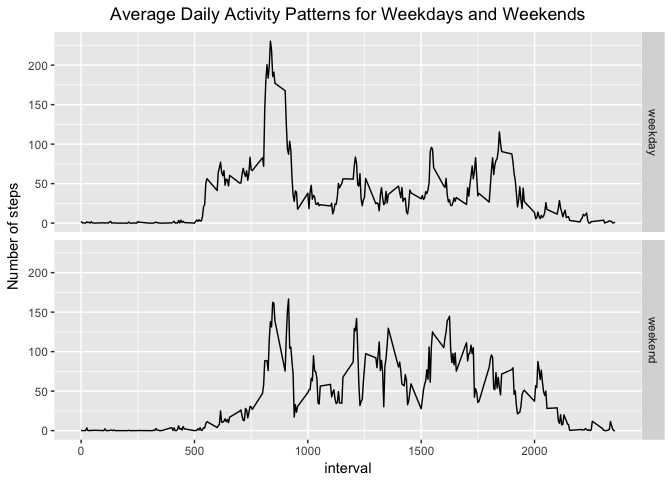 Average Daily Activity Patterns for Weekdays and Weekends
200
150
100
50
0
weekday
Number of steps
200
150
100
50
0
weekend
0 500 1000 1500 2000
interval